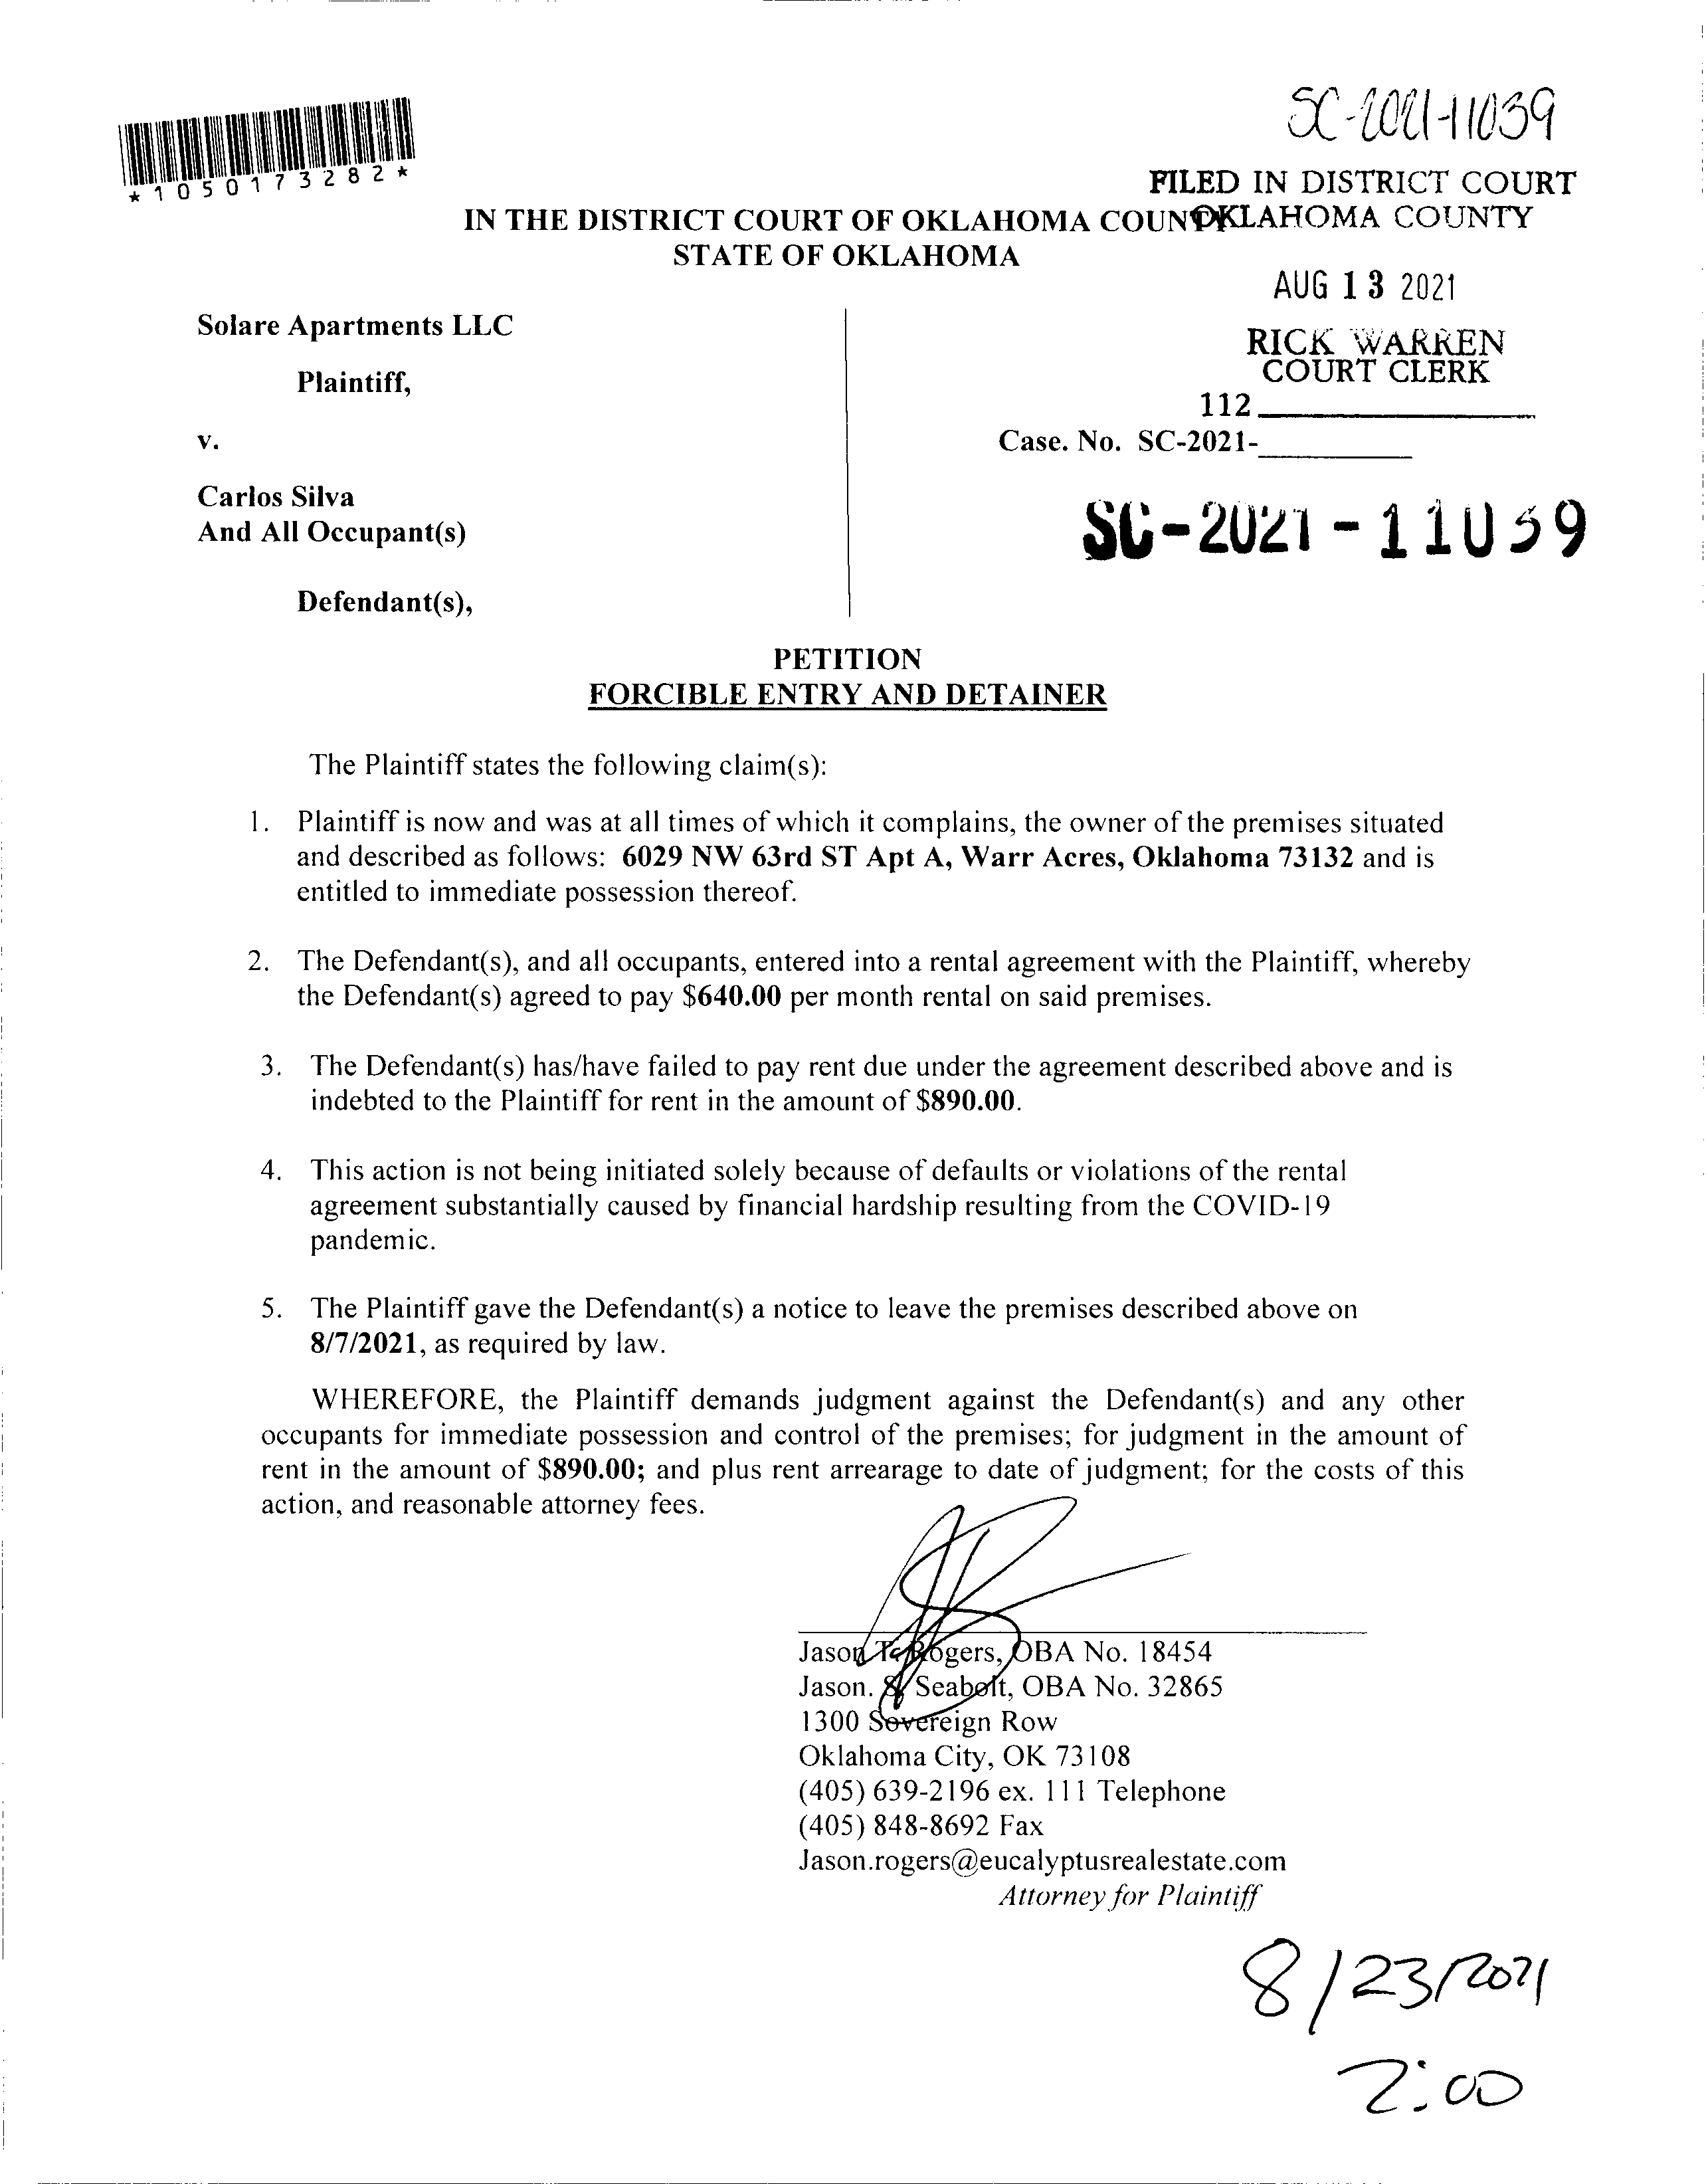 SC-2021-11039
*1050173282*
FILED IN DISTRICT COURT
OKLAHOMA COUNTY
IN THE DISTRICT COURT OF OKLAHOMA COUNTY
STATE OF OKLAHOMA
AUG 13 2021
RICK WARREN
COURT CLERK
112
Solare Apartments LLC
Plaintiff,
v.
Case. No. SC-2021-
Carlos Silva
And All Occupant(s)
SC-2021-11039
Defendant(s),
PETITION
FORCIBLE ENTRY AND DETAINER
The Plaintiff states the following claim(s):
1. Plaintiff is now and was at all times of which it complains, the owner of the premises situated
and described as follows: 6029 NW 63rd ST Apt A, Warr Acres, Oklahoma 73132 and is
entitled to immediate possession thereof.
2. The Defendant(s), and all occupants, entered into a rental agreement with the Plaintiff, whereby
the Defendant(s) agreed to pay $640.00 per month rental on said premises.
3. The Defendant(s) has/have failed to pay rent due under the agreement described above and is
indebted to the Plaintiff for rent in the amount of $890.00.
4. This action is not being initiated solely because of defaults or violations of the rental
agreement substantially caused by financial hardship resulting from the COVID-19
pandemic.
5. The Plaintiff gave the Defendant(s) a notice to leave the premises described above on
8/7/2021, as required by law.
WHEREFORE, the Plaintiff demands judgment against the Defendant(s) and any other
occupants for immediate possession and control of the premises; for judgment in the amount of
rent in the amount of $890.00; and plus rent arrearage to date of judgment; for the costs of this
action, and reasonable attorney fees.
Jason Rogers, OBA No. 18454
Jason. Seabolt, OBA No. 32865
1300 Sovereign Row
Oklahoma City, OK 73108
(405) 639-2196 ex. 111 Telephone
(405) 848-8692 Fax
Jason.rogers@eucalyptusrealestate.com
Attorney for Plaintiff
8/23/2021
2:00